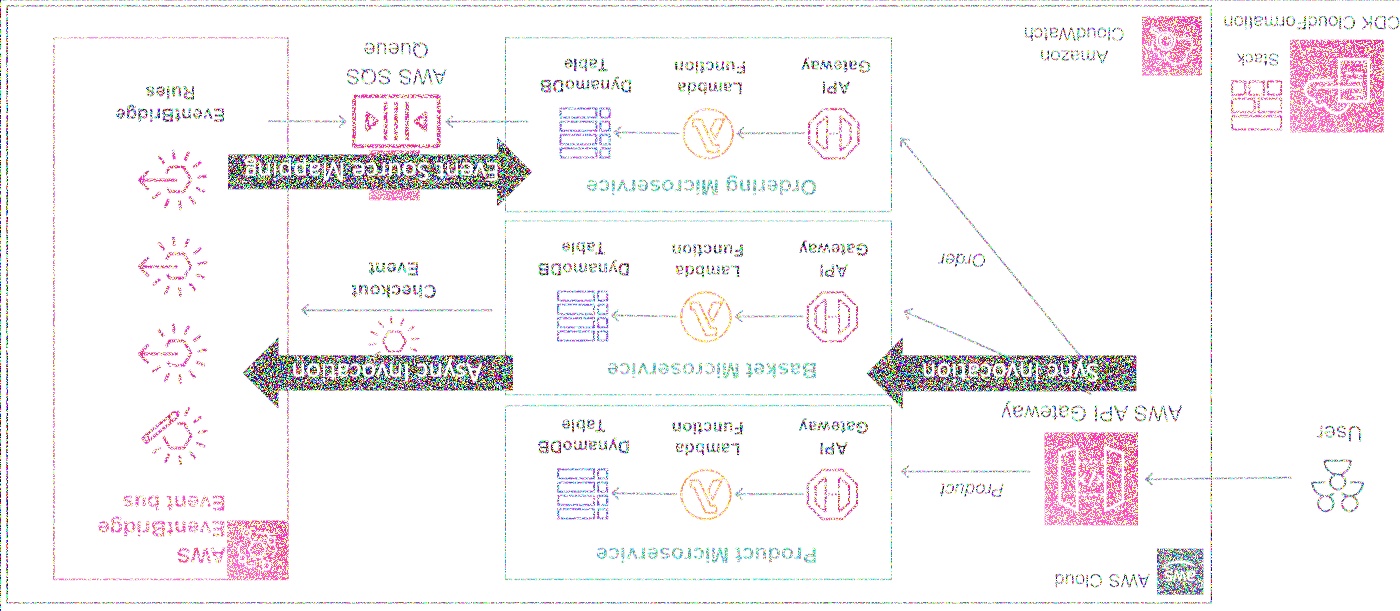 AWS Cloud
User
AWS API Gateway
Product
Sync Invocation
Order
Product Microservice
API
Gateway
Lambda
Function
DynamoDB
Table
Basket Microservice
API
Gateway
Lambda
Function
DynamoDB
Table
Ordering Microservice
API
Gateway
Lambda
Function
DynamoDB
Table
Async Invocation
Checkout
Event
Event Source Mapping
AWS SQS
Queue
AWS
EventBridge
Event bus
EventBridge
Rules
Amazon
CloudWatch
Stack
CDK CloudFormation